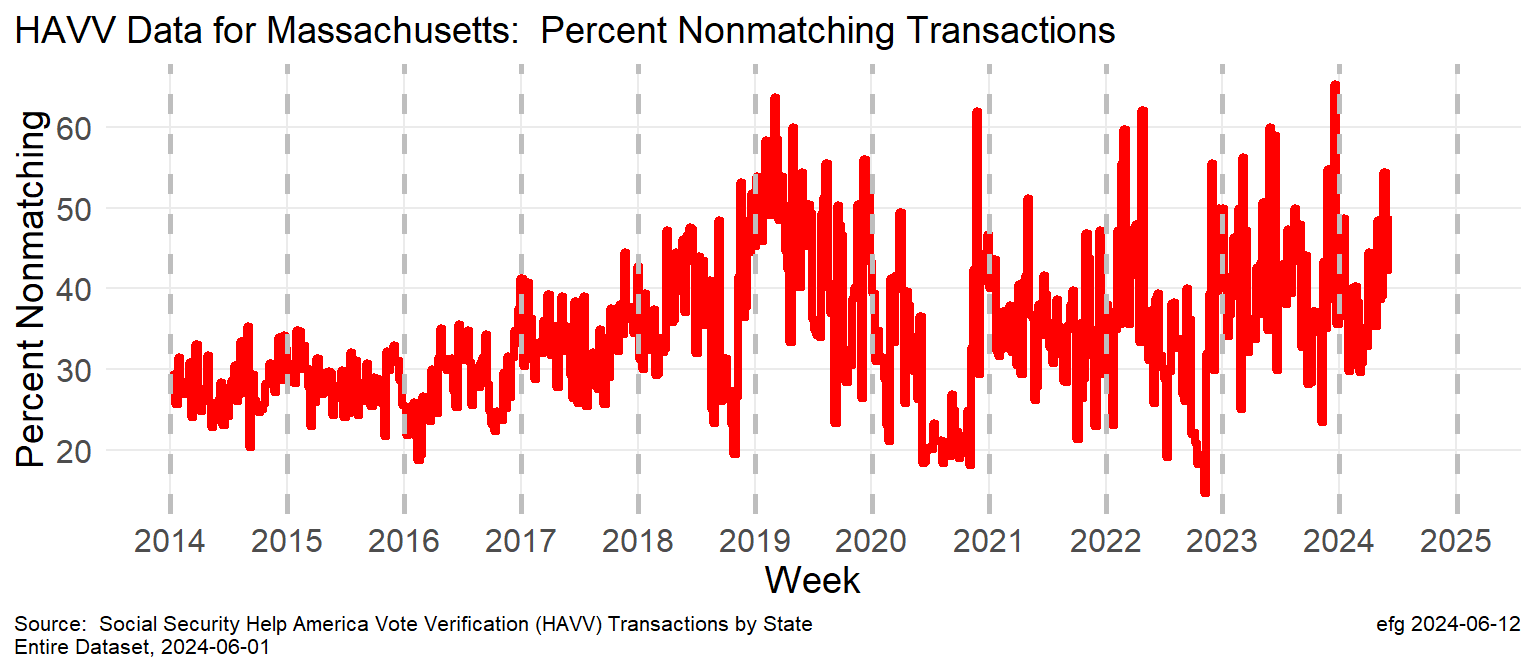 HAVV Data for Massachusetts:  Percent Nonmatching Transactions
Percent Nonmatching
60
50
40
30
20
2014 2015 2016 2017 2018 2019 2020 2021 2022 2023 2024 2025
Week
Source:  Social Security Help America Vote Verification (HAVV) Transactions by State
Entire Dataset, 2024-06-01
efg 2024-06-12